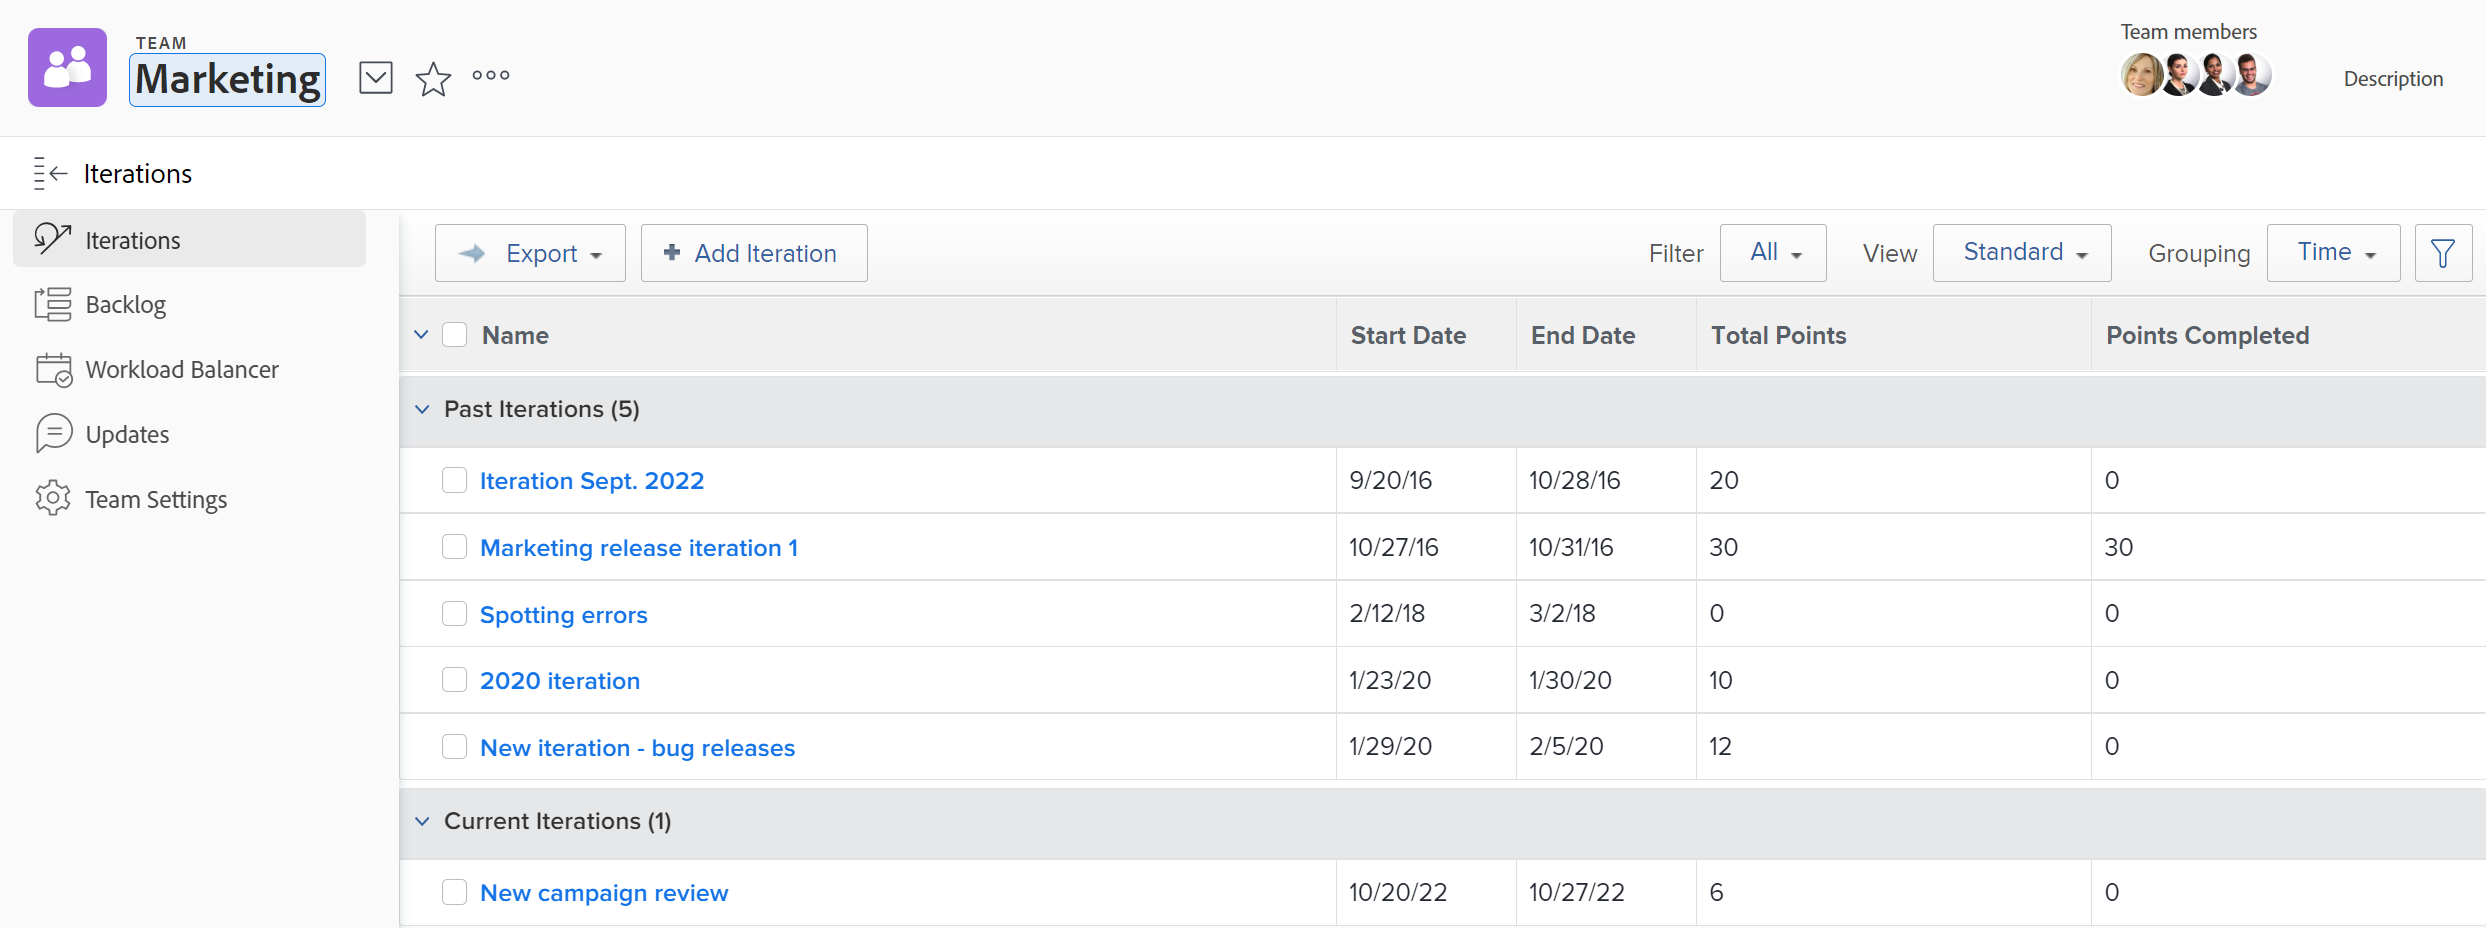 TEAM
Marketing
Team members
Description
Iterations
Iterations
Backlog
Workload Balancer
Updates
Team Settings
Export
Add Iteration
Filter All View Standard Grouping Time
Name Start Date End Date Total Points Points Completed
Past Iterations (5)
Iteration Sept. 2022 9/20/16 10/28/16 20 0
Marketing release iteration 1 10/27/16 10/31/16 30 30
Spotting errors 2/12/18 3/2/18 0 0
2020 iteration 1/23/20 1/30/20 10 0
New iteration - bug releases 1/29/20 2/5/20 12 0
Current Iterations (1)
New campaign review 10/20/22 10/27/22 6 0